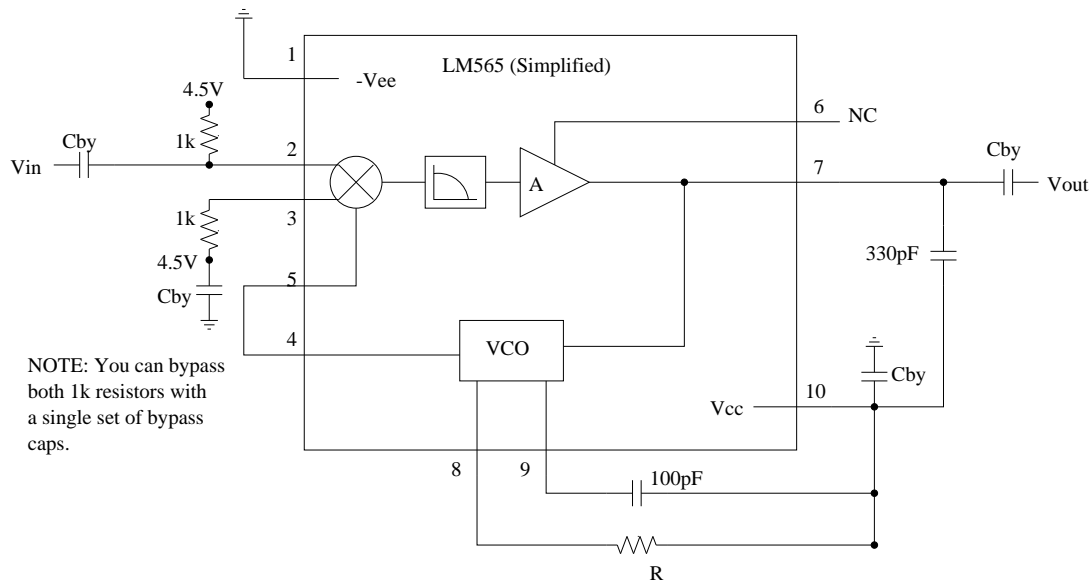 1
LM565 (Simplified)
-Vee
4.5V
6
NC
Cby
1k
2
Cby
Vin
A
7
Vout
1k
3
330pF
4.5V
5
Cby
4
VCO
NOTE: You can bypass
both 1k resistors with
a single set of bypass
caps.
Cby
Vcc
10
8
9
100pF
R